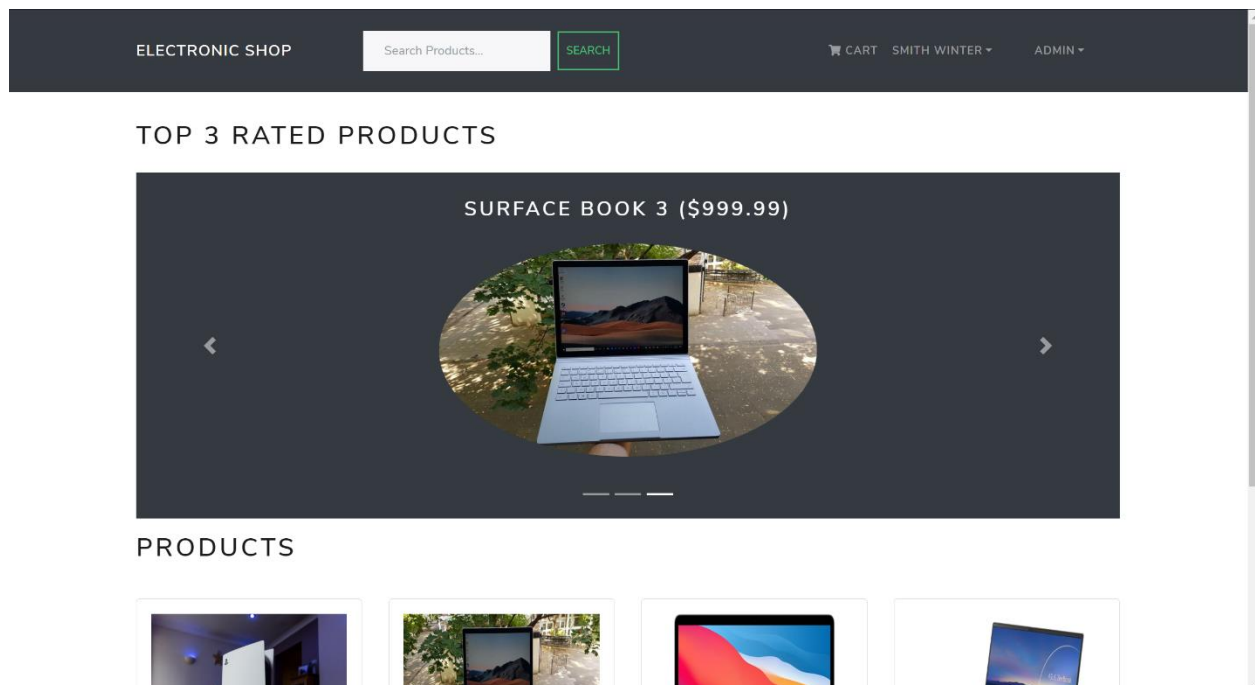 ELECTRONIC SHOP
Search Products...
SEARCH
CART
SMITH WINTER
ADMIN
TOP 3 RATED PRODUCTS
SURFACE BOOK 3 ($999.99)
PRODUCTS